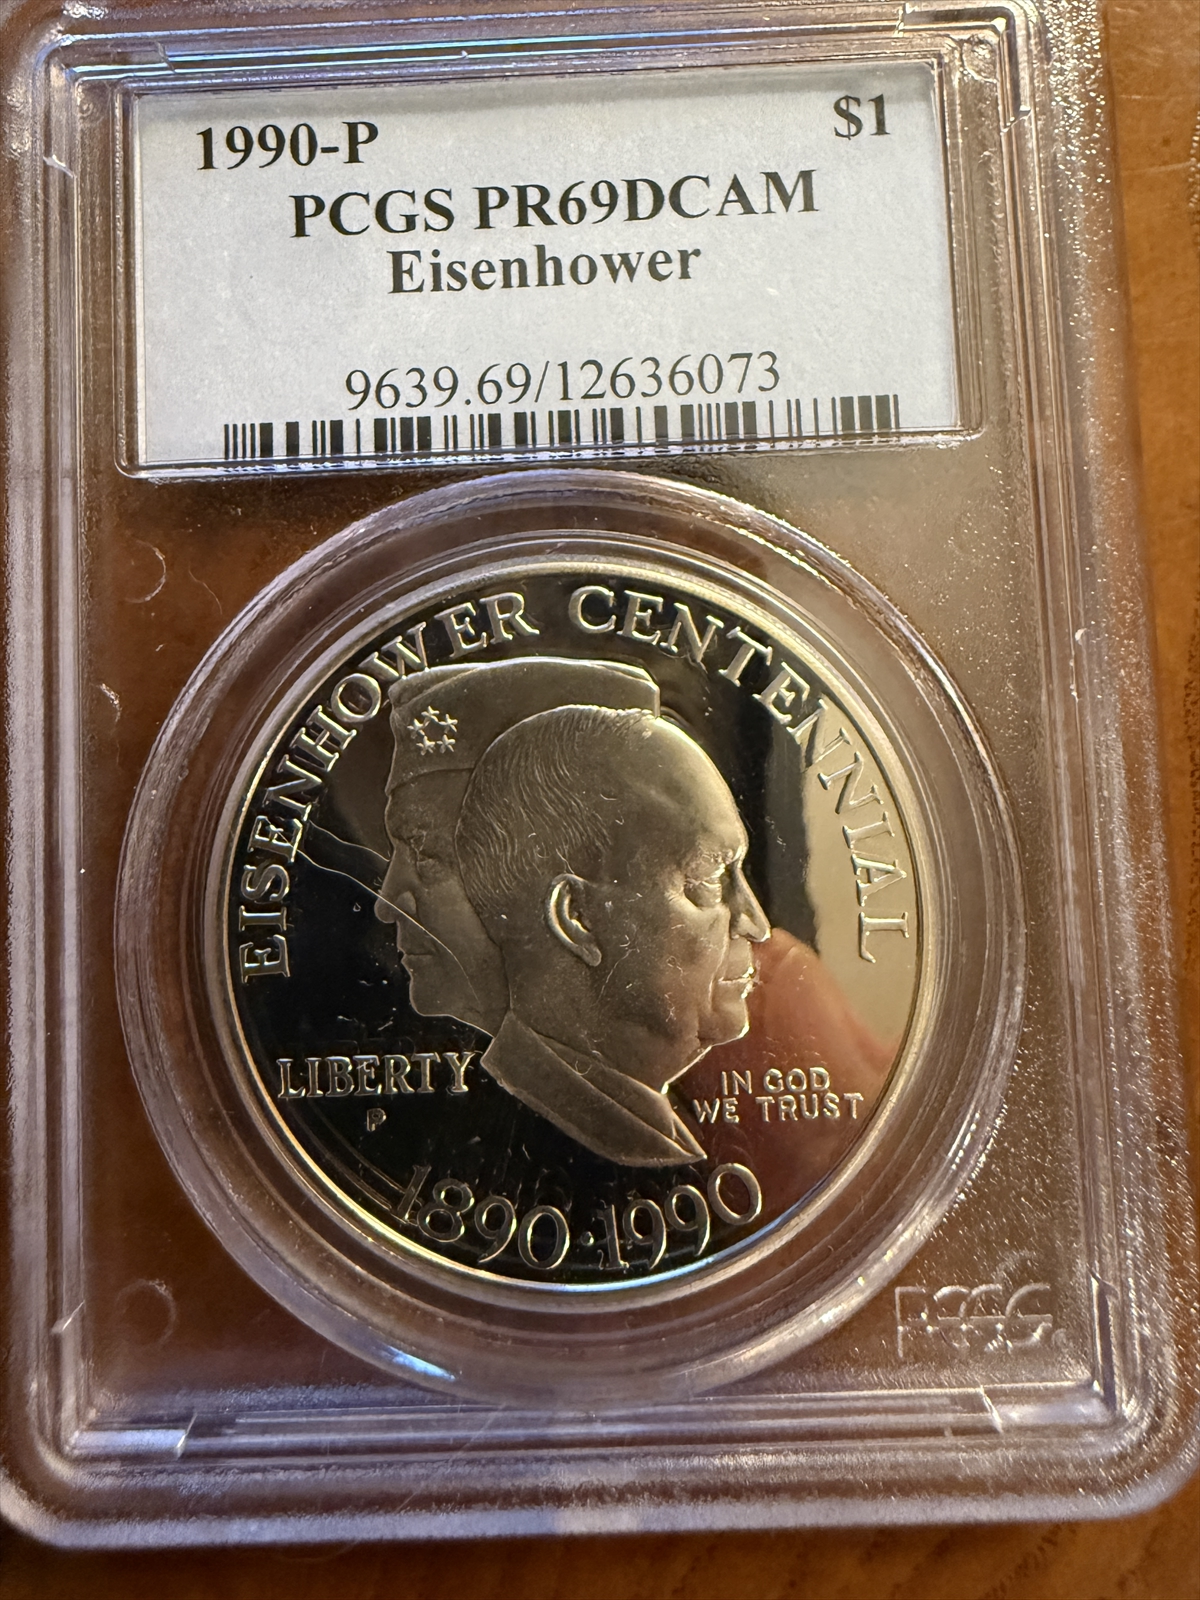 1990-P $1
PCGS PR69DCAM
Eisenhower
9639.69/12636073
EISENHOWER CENTENNIAL
LIBERTY
P
IN GOD
WE TRUST
1890·1990
PCGS